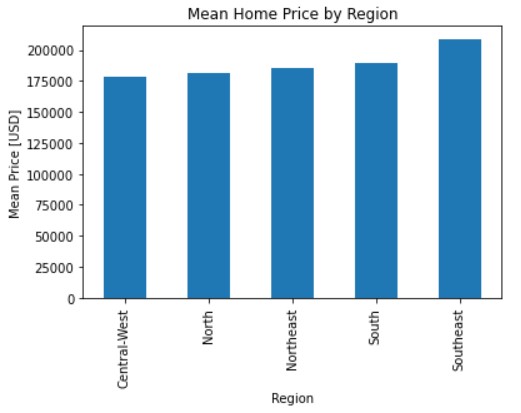 Mean Home Price by Region
Mean Price [USD]
200000
175000
150000
125000
100000
75000
50000
25000
0
Central-West
North
Northeast
South
Southeast
Region